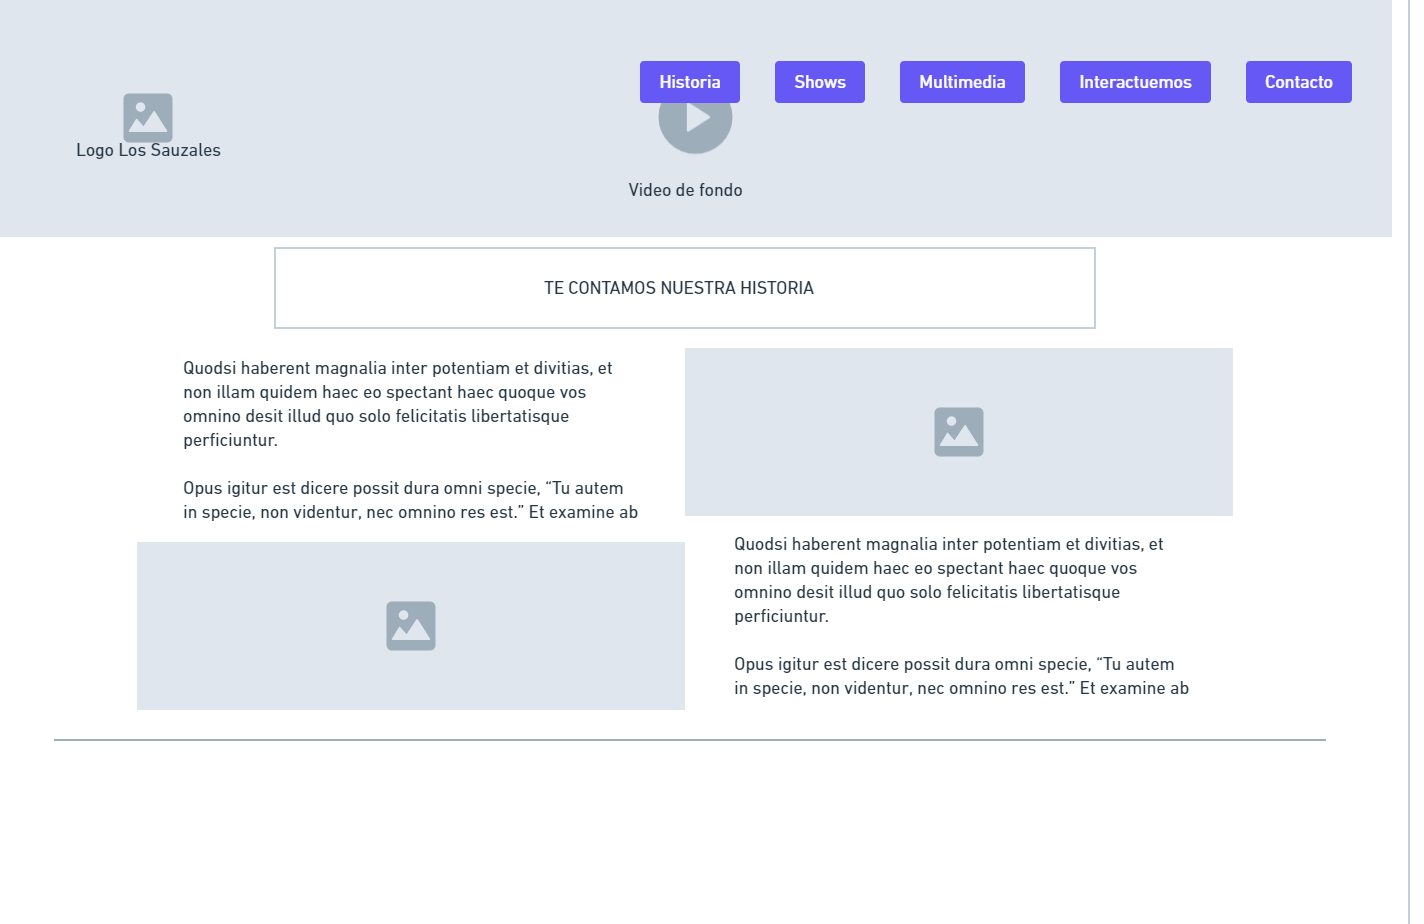 Historia
Shows
Multimedia
Interactuemos
Contacto
Logo Los Sauzales
Video de fondo
TE CONTAMOS NUESTRA HISTORIA
Quodsi haberent magnalia inter potentiam et divitias, et
non illam quidem haec eo spectant haec quoque vos
omnino desit illud quo solo felicitatis libertatisque
perficiuntur.
Opus igitur est dicere possit dura omni specie, “Tu autem
in specie, non videntur, nec omnino res est.” Et examine ab
Quodsi haberent magnalia inter potentiam et divitias, et
non illam quidem haec eo spectant haec quoque vos
omnino desit illud quo solo felicitatis libertatisque
perficiuntur.
Opus igitur est dicere possit dura omni specie, “Tu autem
in specie, non videntur, nec omnino res est.” Et examine ab